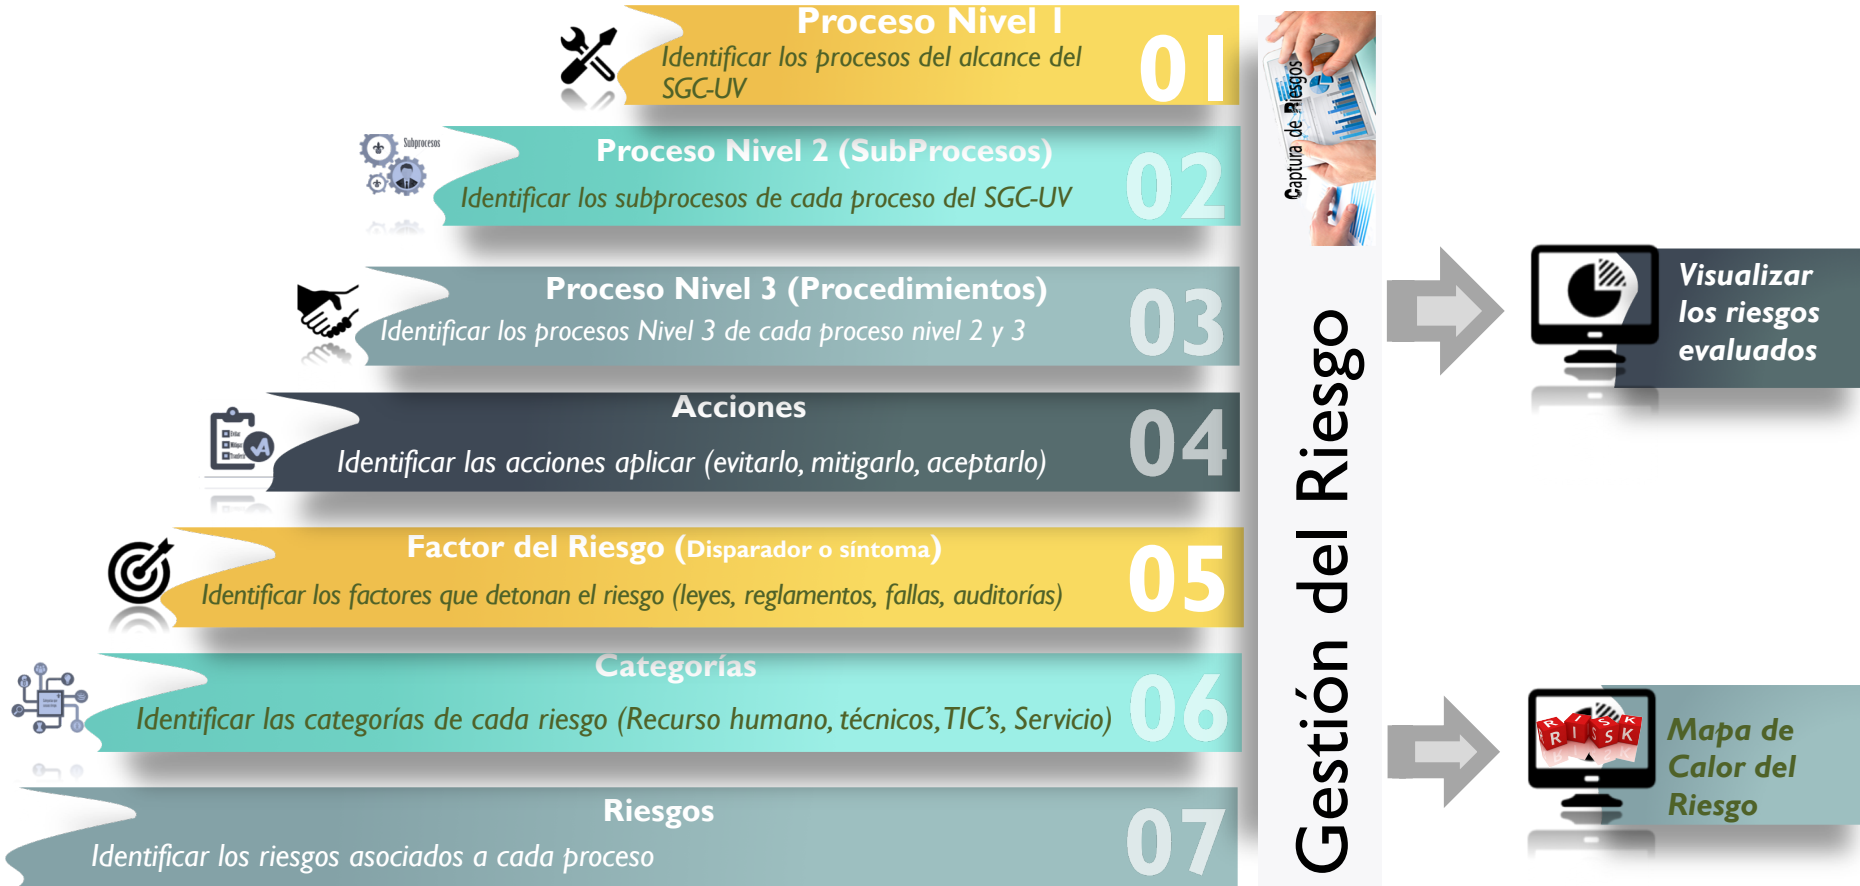 Proceso Nivel 1
Identificar los procesos del alcance del
SGC-UV
01
Subprocesos
Proceso Nivel 2 (SubProcesos)
Identificar los subprocesos de cada proceso del SGC-UV
02
Proceso Nivel 3 (Procedimientos)
Identificar los procesos Nivel 3 de cada proceso nivel 2 y 3
03
Acciones
Identificar las acciones aplicar (evitarlo, mitigarlo, aceptarlo)
04
Factor del Riesgo (Disparador o síntoma)
Identificar los factores que detonan el riesgo (leyes, reglamentos, fallas, auditorías)
05
Categorías
Identificar las categorías de cada riesgo (Recurso humano, técnicos, TIC's, Servicio)
06
Riesgos
Identificar los riesgos asociados a cada proceso
07
Captura de Riesgos
Gestión del Riesgo
Visualizar
los riesgos
evaluados
RISK
RISK
Mapa de
Calor del
Riesgo